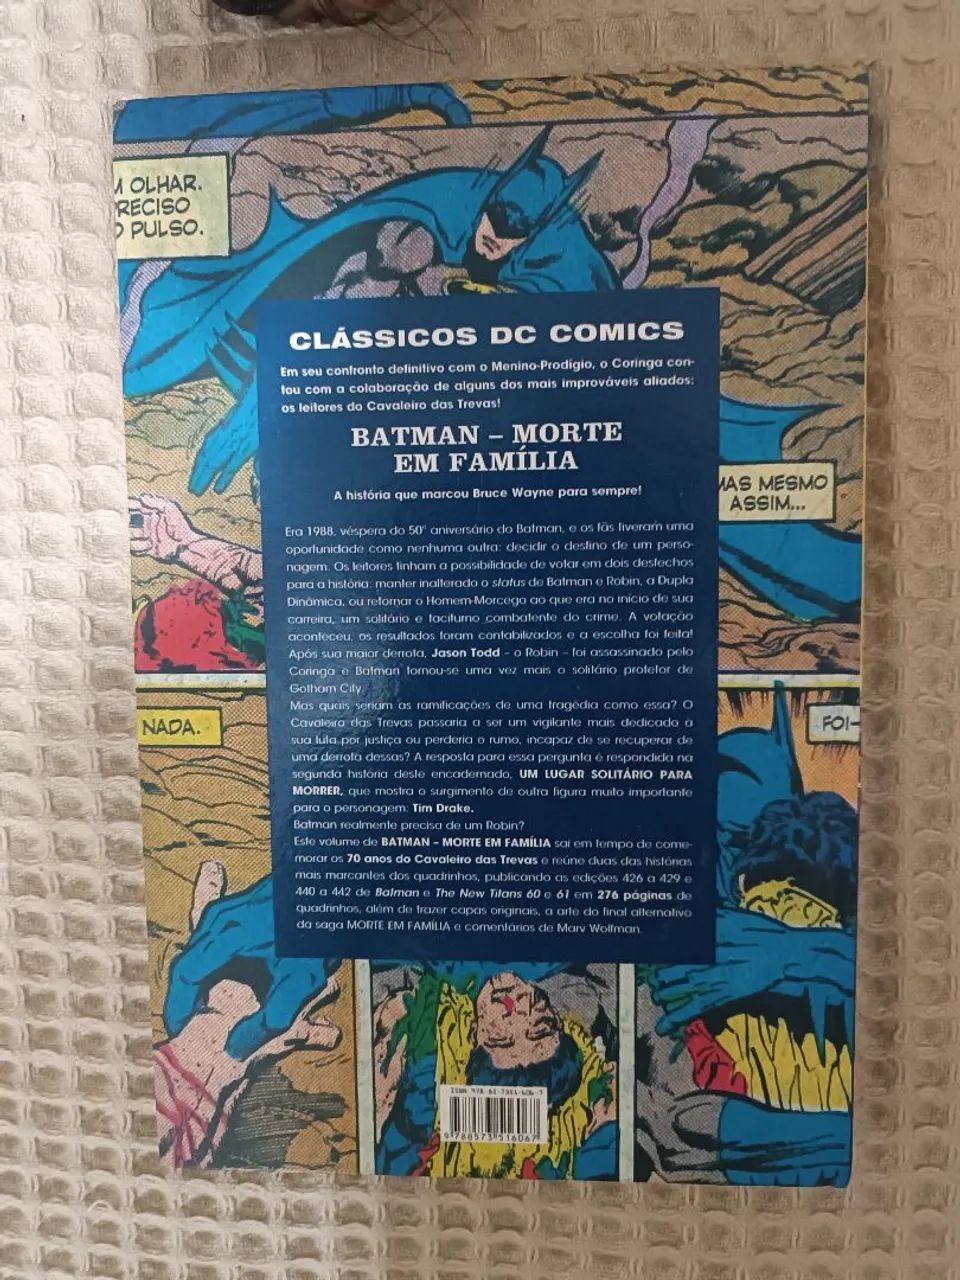 M OLHAR.
RECISO
O PULSO.
CLÁSSICOS DC COMICS
Em seu confronto definitivo com o Menino-Prodígio, o Coringa con-
tou com a colaboração de alguns dos mais improváveis aliados:
os leitores do Cavaleiro das Trevas!
BATMAN – MORTE
EM FAMÍLIA
A história que marcou Bruce Wayne para sempre!
MAS MESMO
ASSIM...
Era 1988, véspera do 50º aniversário do Batman, e os fãs tiveram uma
oportunidade como nenhuma outra: decidir o destino de um perso-
nagem. Os leitores tinham a possibilidade de votar em dois desfechos
para a história: manter inalterado o status de Batman e Robin, a Dupla
Dinâmica, ou retornar o Homem-Morcego ao que era no início de sua
carreira, um solitário e taciturno combatente do crime. A votação
aconteceu, os resultados foram contabilizados e a escolha foi feita!
Após sua maior derrota, Jason Todd – o Robin – foi assassinado pelo
Coringa e Batman tornou-se uma vez mais o solitário protetor de
Gotham City.
Mas quais seriam as ramificações de uma tragédia como essa? O
Cavaleiro das Trevas passaria a ser um vigilante mais dedicado à
sua luta por justiça ou perderia o rumo, incapaz de se recuperar de
uma derrota dessas? A resposta para essa pergunta é respondida na
segunda história deste encadernado, UM LUGAR SOLITÁRIO PARA
MORRER, que mostra o surgimento de outra figura muito importante
para o personagem: Tim Drake.
Batman realmente precisa de um Robin?
Este volume de BATMAN – MORTE EM FAMÍLIA sai em tempo de come-
morar os 70 anos do Cavaleiro das Trevas e reúne duas das histórias
mais marcantes dos quadrinhos, publicando as edições 426 a 429 e
440 a 442 de Batman e The New Titans 60 e 61 em 276 páginas de
quadrinhos, além de trazer capas originais, a arte do final alternativo
da saga MORTE EM FAMÍLIA e comentários de Marv Wolfman.
NADA.
FOI-
ISBN 978-85-7351-606-7
9 788573 516067